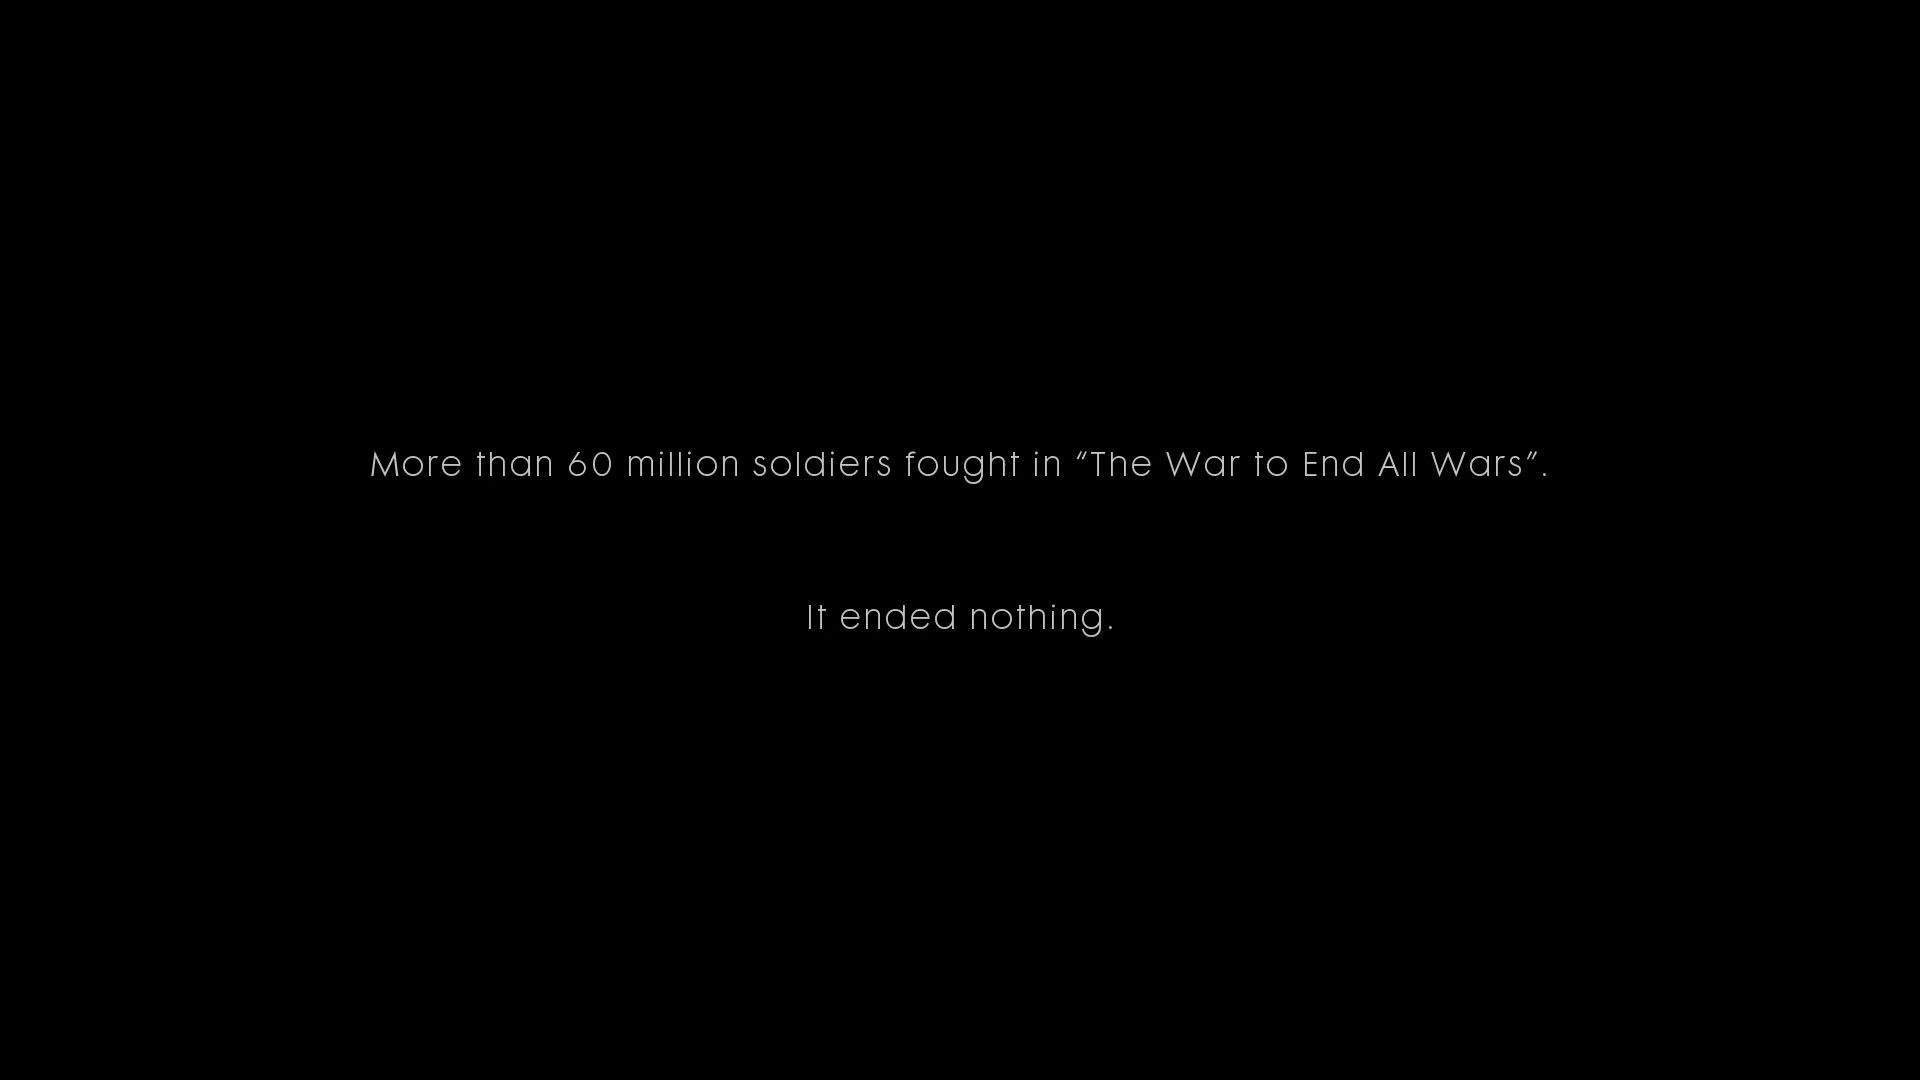 More than 60 million soldiers fought in “The War to End All Wars”.
It ended nothing.